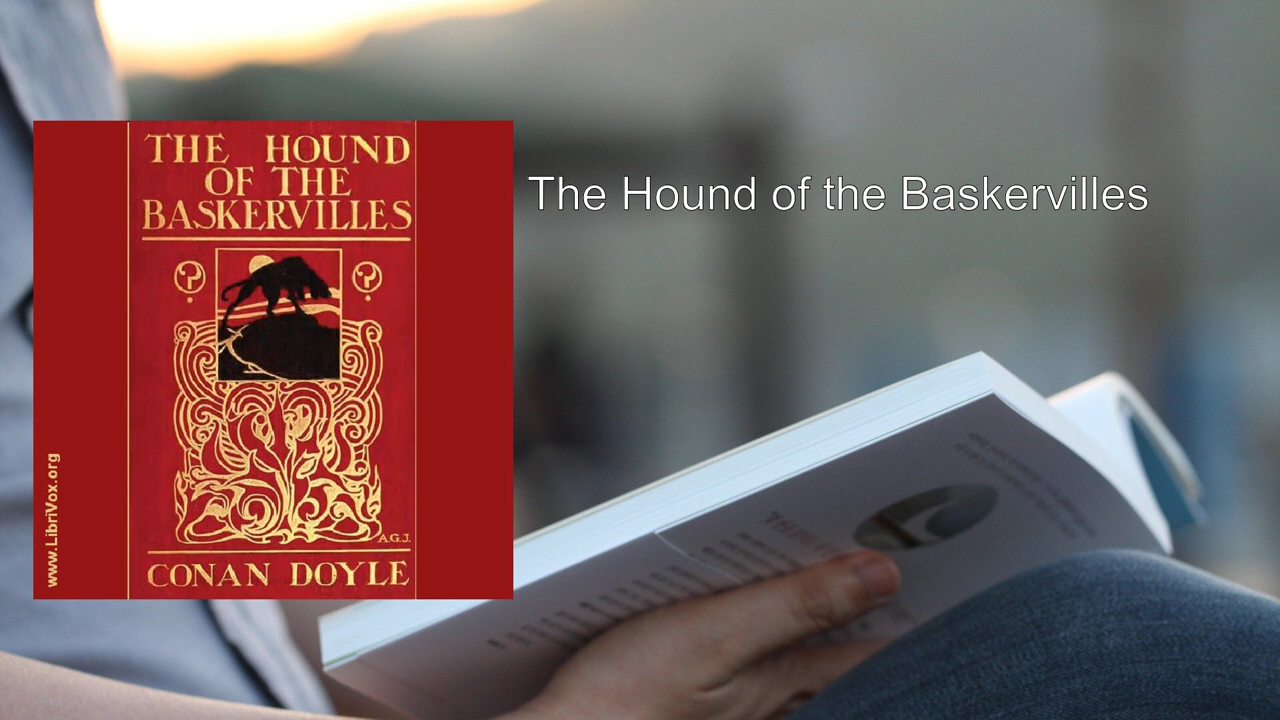 THE HOUND
OF THE
BASKERVILLES
? ?
A.G.J.
CONAN DOYLE
www.LibriVox.org
The Hound of the Baskervilles